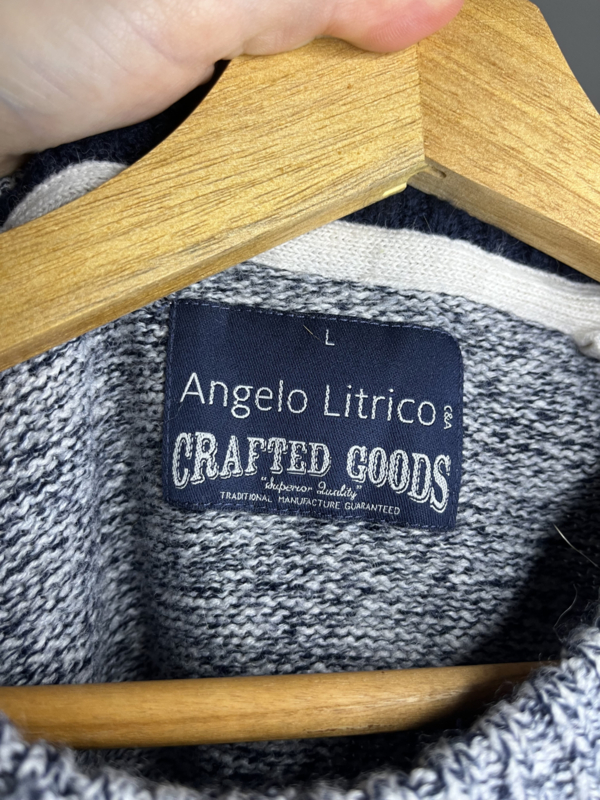 L
Angelo Litrico C&A
CRAFTED GOODS
"Superior Quality"
TRADITIONAL MANUFACTURE GUARANTEED